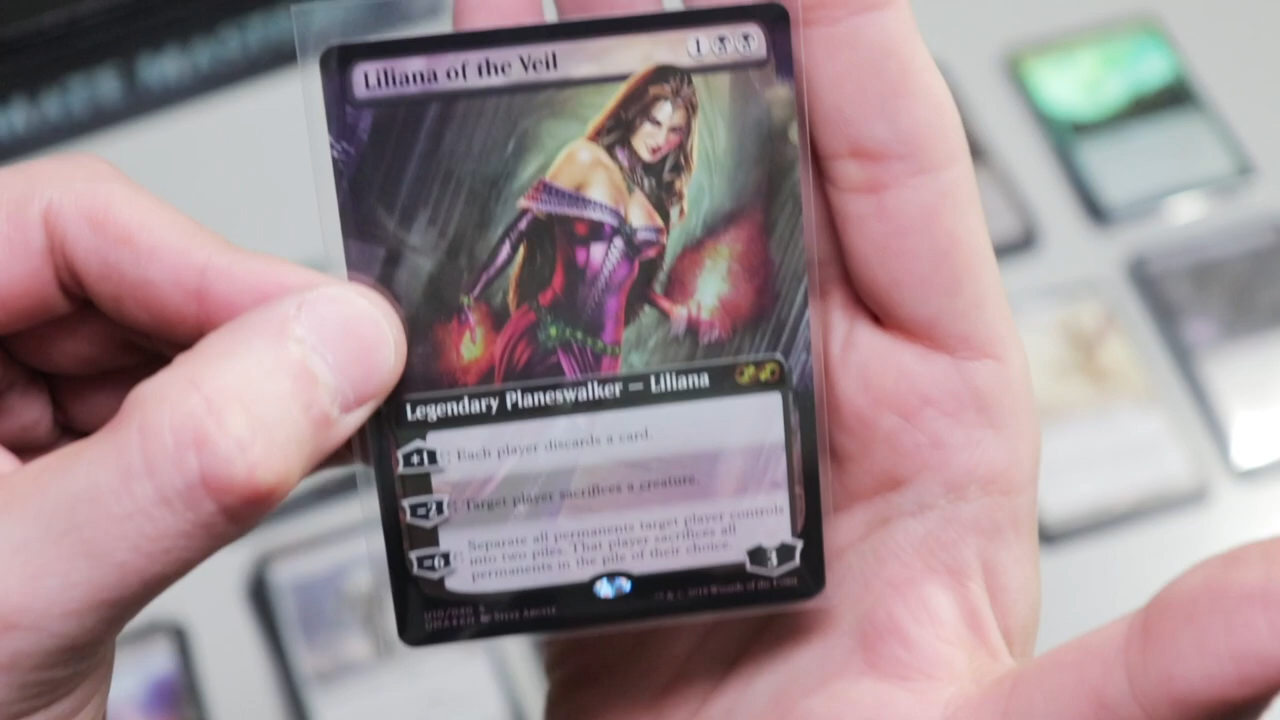 Liliana of the Veil 1
Legendary Planeswalker — Liliana
+1: Each player discards a card.
-2: Target player sacrifices a creature.
-6: Separate all permanents target player controls
into two piles. That player sacrifices all
permanents in the pile of their choice.
3